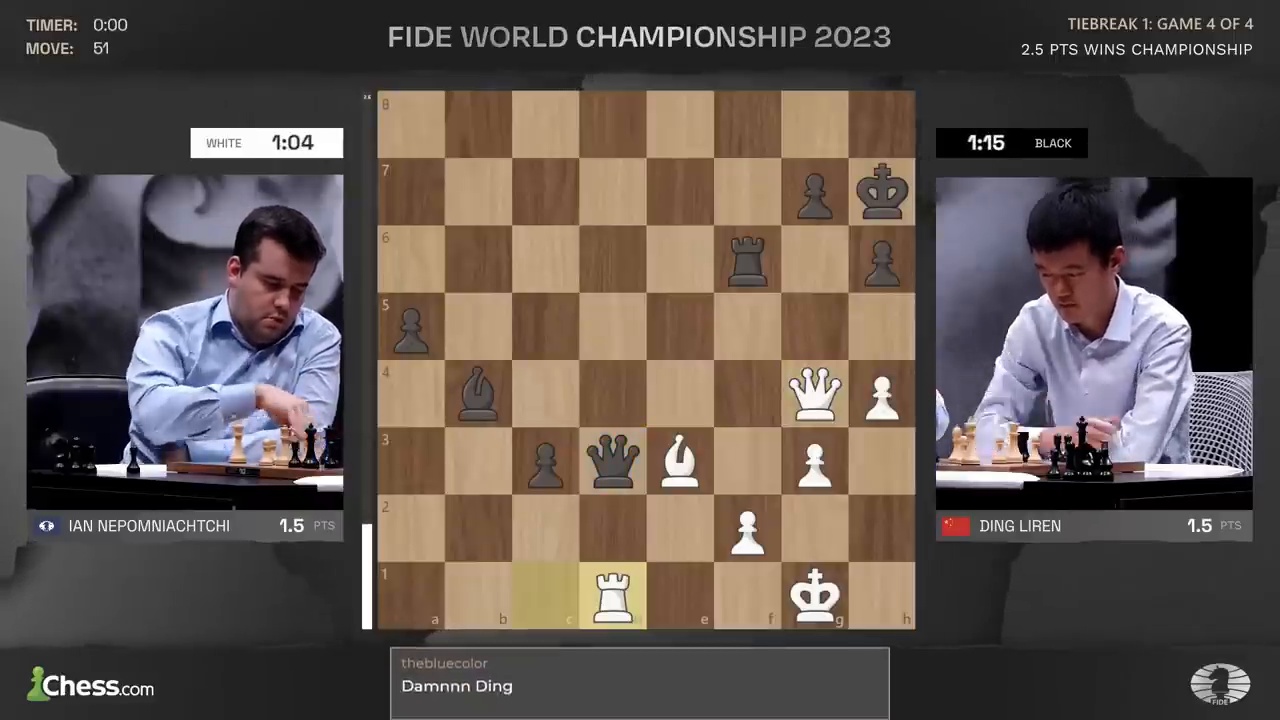 TIMER: 0:00
MOVE: 51
FIDE WORLD CHAMPIONSHIP 2023
TIEBREAK 1: GAME 4 OF 4
2.5 PTS WINS CHAMPIONSHIP
WHITE 1:04
1:15 BLACK
8
7
6
5
4
3
2
1
a b c e f g h
IAN NEPOMNIACHTCHI 1.5 PTS
DING LIREN 1.5 PTS
thebluecolor
Damnnn Ding
Chess.com
FIDE